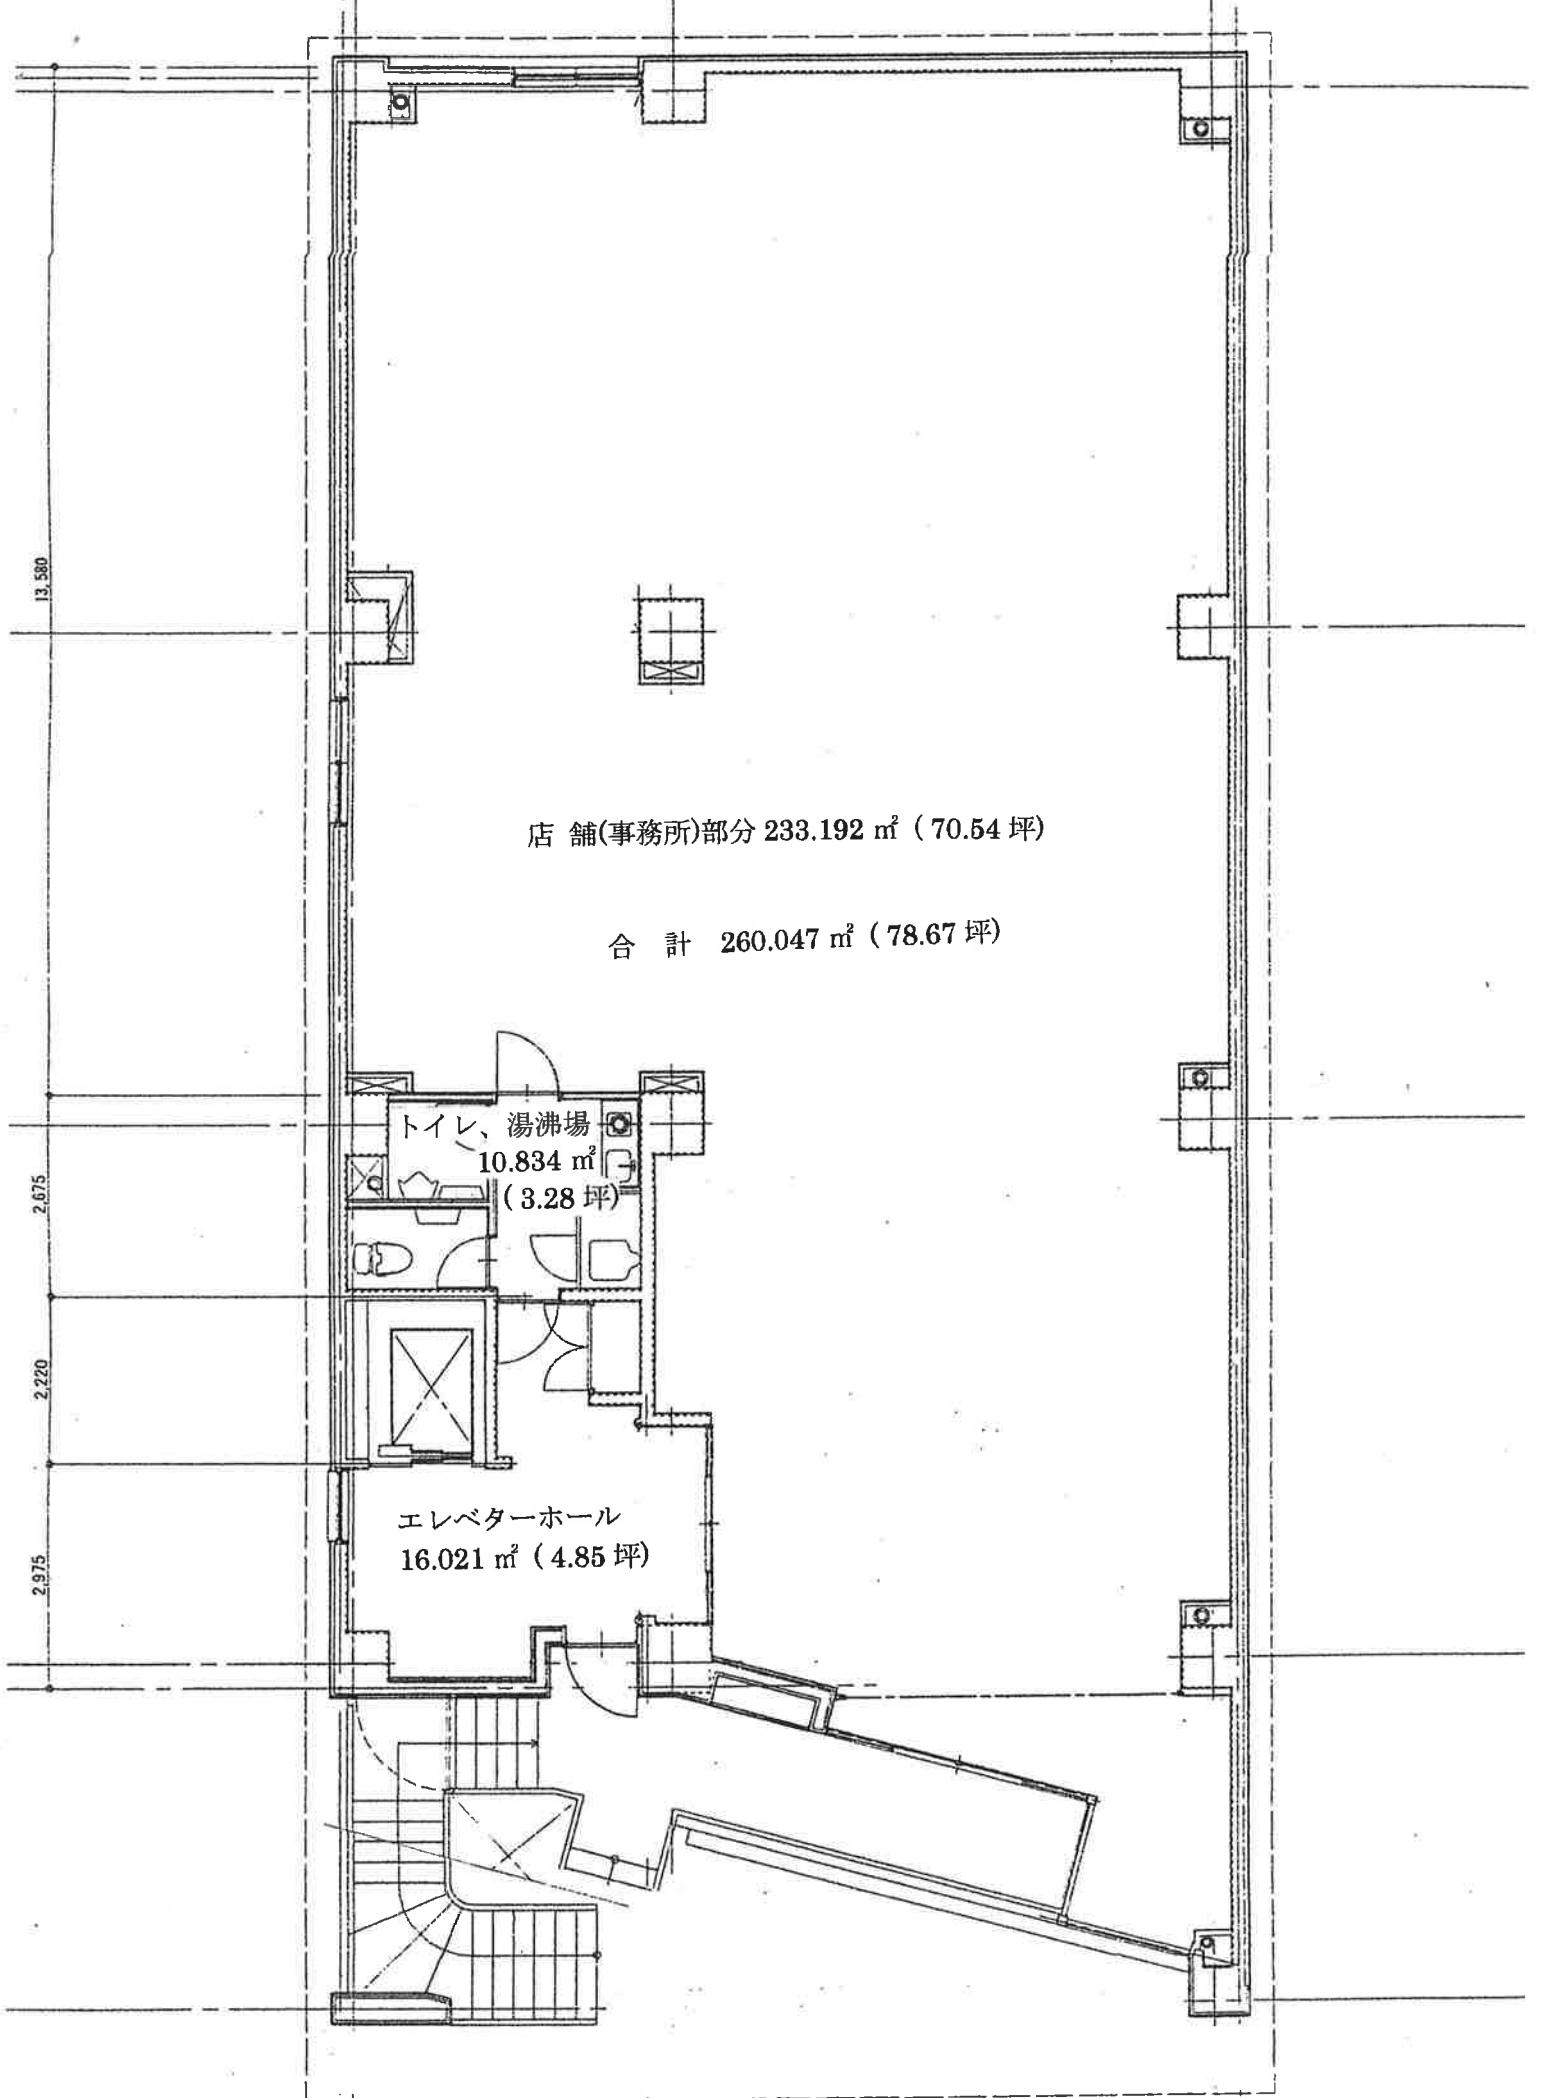 13,580
店 舗(事務所)部分 233.192 ㎡ ( 70.54 坪)
合 計 260.047 ㎡ ( 78.67 坪)
トイレ、湯沸場
10.834 ㎡
( 3.28 坪)
2,675
2,220
エレベターホール
16.021 ㎡ ( 4.85 坪)
2,975